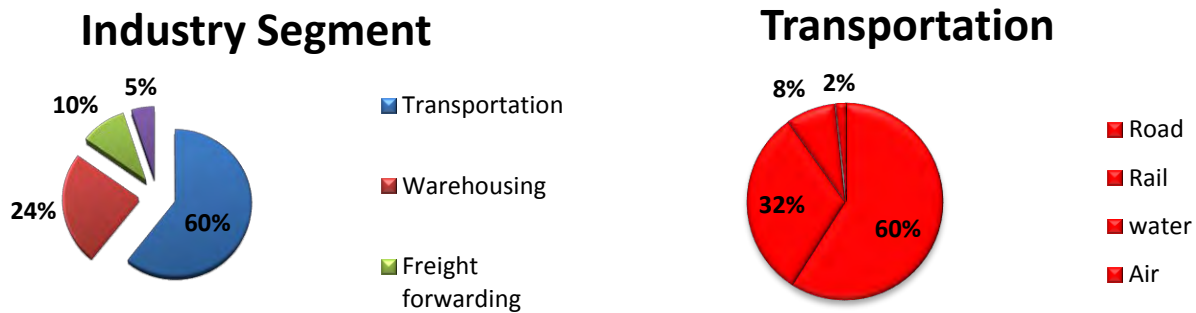 Industry Segment
5%
10%
24%
60%
Transportation
Warehousing
Freight
forwarding
Transportation
8%
2%
32%
60%
Road
Rail
water
Air